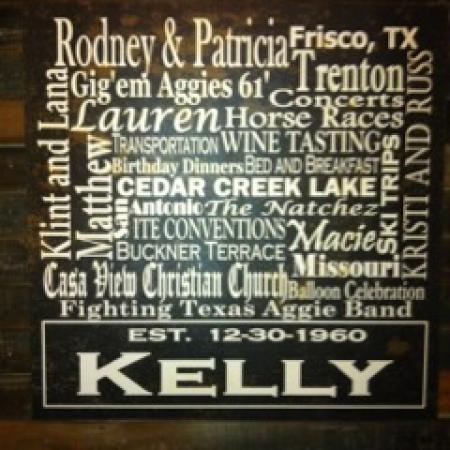 Rodney & Patricia
Frisco, TX
Gig'em Aggies 61'
Trenton
Concerts
Klint and Lana
Lauren
Horse Races
KRISTI AND RUSS
Matthew
TRANSPORTATION
WINE TASTING
Birthday Dinners
BED AND BREAKFAST
SKI TRIPS
CEDAR CREEK LAKE
San
Antonio
The Natchez
ITE CONVENTIONS
Macie
BUCKNER TERRACE
Missouri
Casa View Christian Church
Balloon Celebration
Fighting Texas Aggie Band
EST. 12-30-1960
KELLY